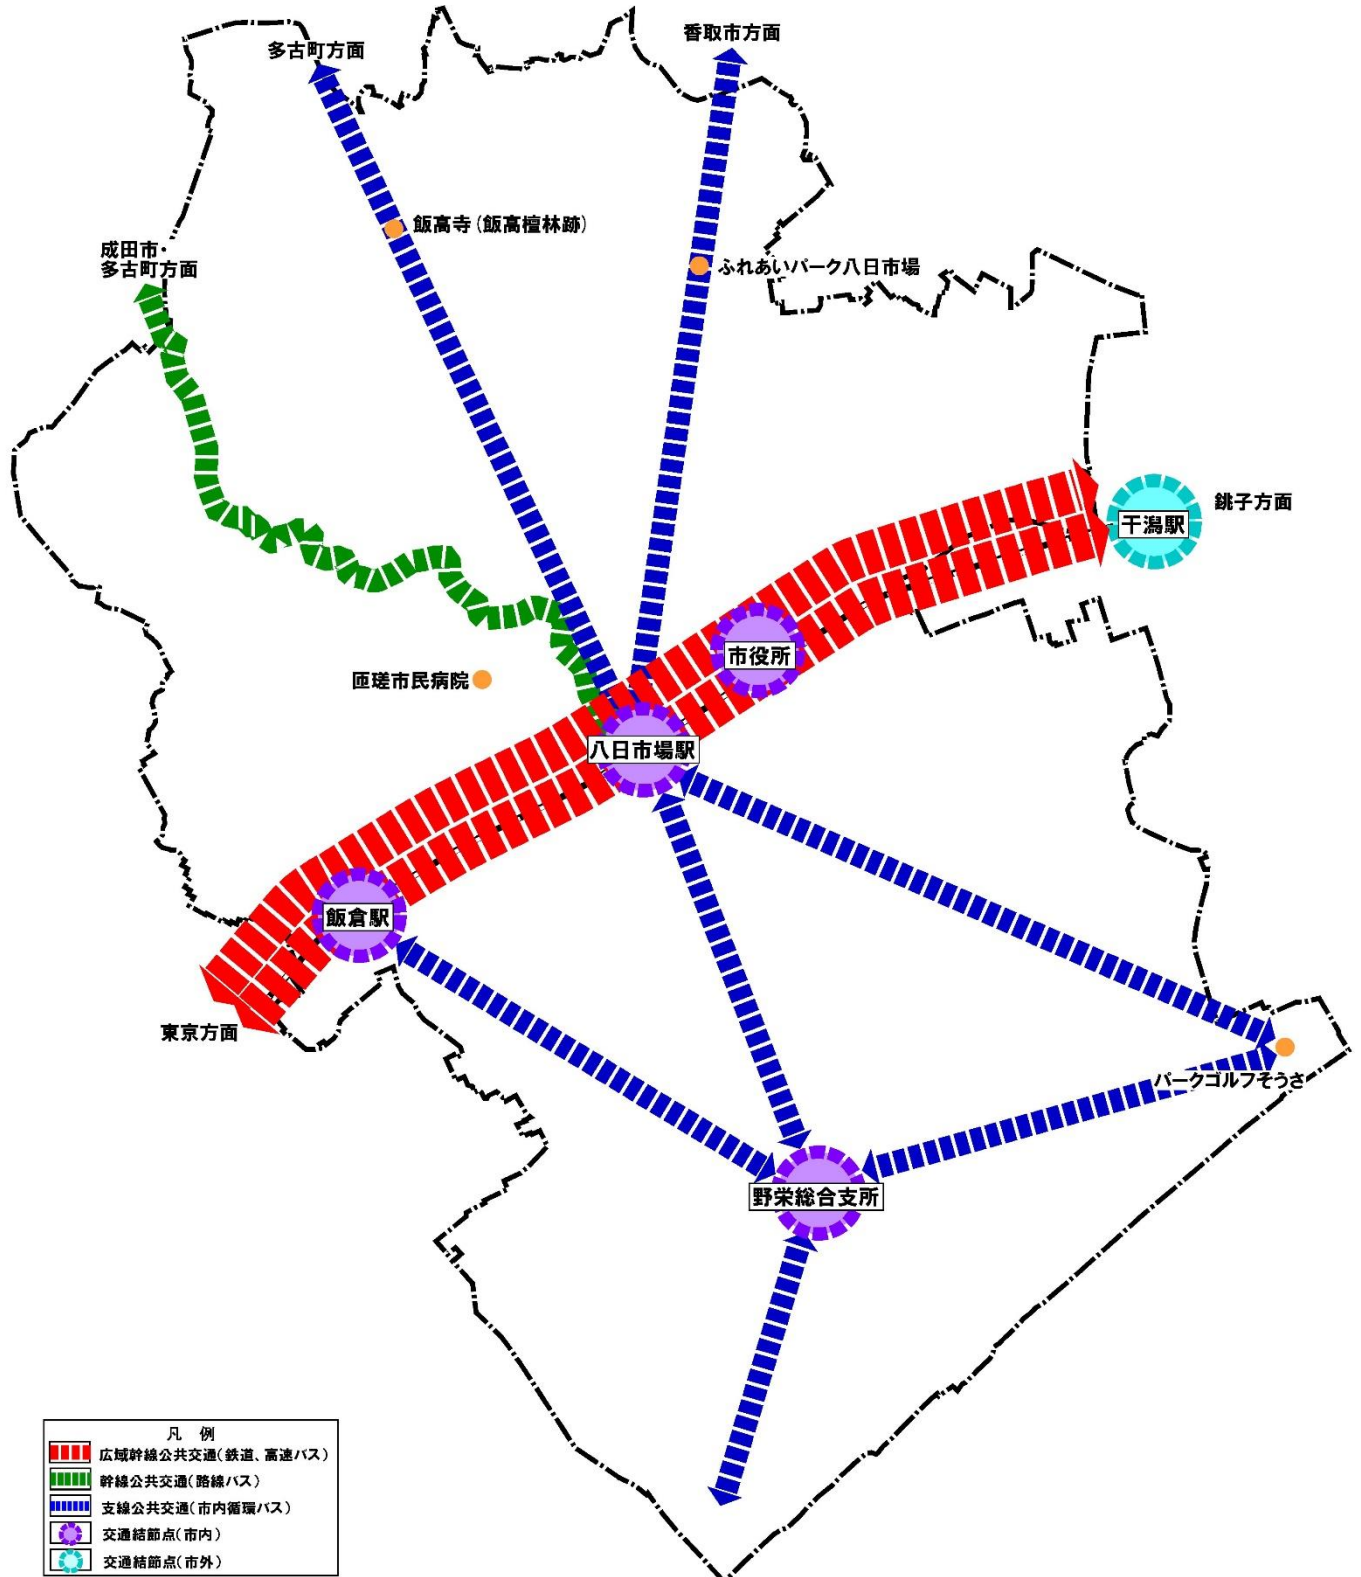 香取市方面
多古町方面
飯高寺(飯高檀林跡)
成田市・
多古町方面
ふれあいパーク八日市場
銚子方面
干潟駅
市役所
匝瑳市民病院
八日市場駅
飯倉駅
東京方面
パークゴルフそうさ
野栄総合支所
凡 例
広域幹線公共交通(鉄道、高速バス)
幹線公共交通(路線バス)
支線公共交通(市内循環バス)
交通結節点(市内)
交通結節点(市外)